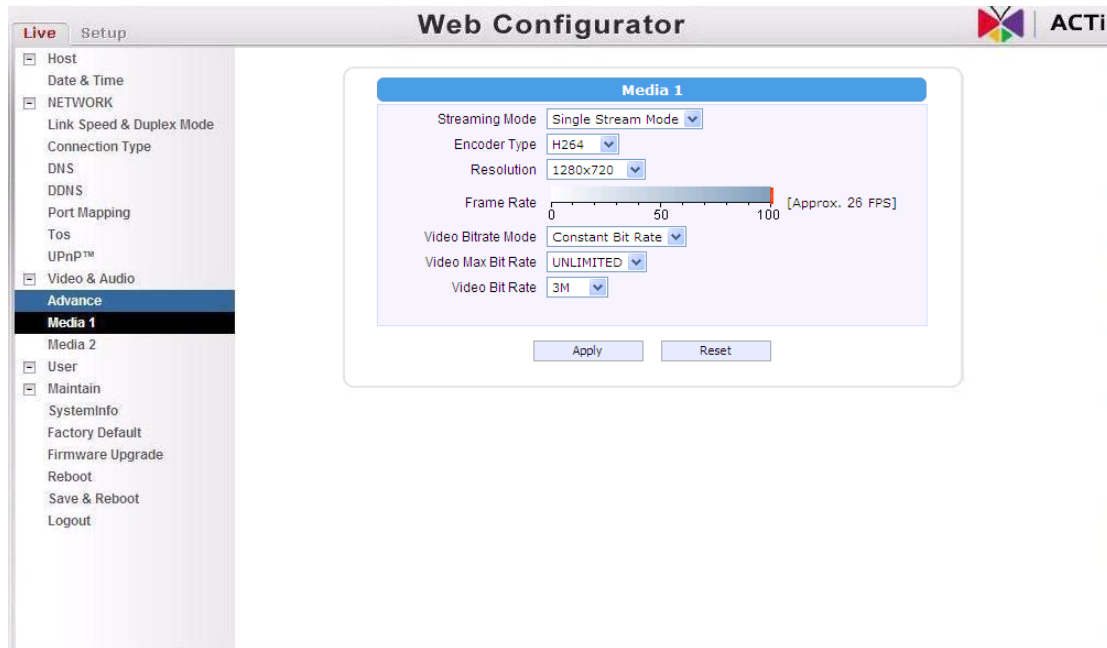 Live Setup
Web Configurator
ACTi
Host
Date & Time
NETWORK
Link Speed & Duplex Mode
Connection Type
DNS
DDNS
Port Mapping
Tos
UPnP™
Video & Audio
Advance
Media 1
Media 2
User
Maintain
SystemInfo
Factory Default
Firmware Upgrade
Reboot
Save & Reboot
Logout
Media 1
Streaming Mode Single Stream Mode
Encoder Type H264
Resolution 1280x720
Frame Rate [Approx. 26 FPS]
0 50 100
Video Bitrate Mode Constant Bit Rate
Video Max Bit Rate UNLIMITED
Video Bit Rate 3M
Apply Reset